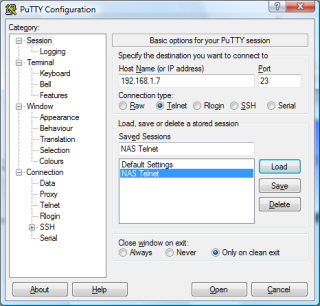 PuTTY Configuration
Category:
Session
Logging
Terminal
Keyboard
Bell
Features
Window
Appearance
Behaviour
Translation
Selection
Colours
Connection
Data
Proxy
Telnet
Rlogin
SSH
Serial
Basic options for your PuTTY session
Specify the destination you want to connect to
Host Name (or IP address) Port
192.168.1.7 23
Connection type:
Raw Telnet Rlogin SSH Serial
Load, save or delete a stored session
Saved Sessions
NAS Telnet
Default Settings
NAS Telnet
Load
Save
Delete
Close window on exit:
Always Never Only on clean exit
About Help Open Cancel